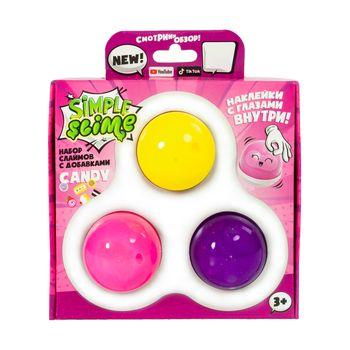 СМОТРИ ОБЗОР!
NEW!
YouTube
TikTok
SIMPLE
slime
НАКЛЕЙКИ
С ГЛАЗАМИ
ВНУТРИ!
НАБОР
СЛАЙМОВ
С ДОБАВКАМИ
CANDY
3+